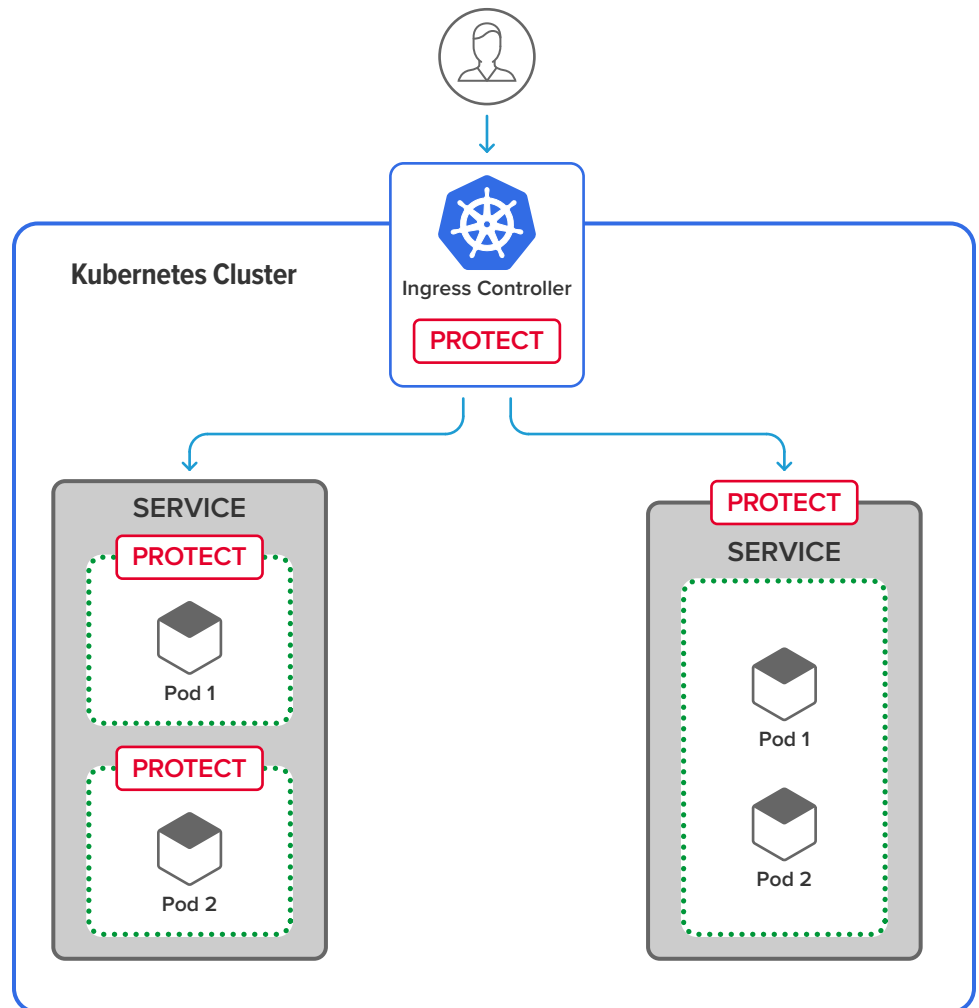 Kubernetes Cluster
Ingress Controller
PROTECT
SERVICE
PROTECT
Pod 1
PROTECT
Pod 2
PROTECT
SERVICE
Pod 1
Pod 2